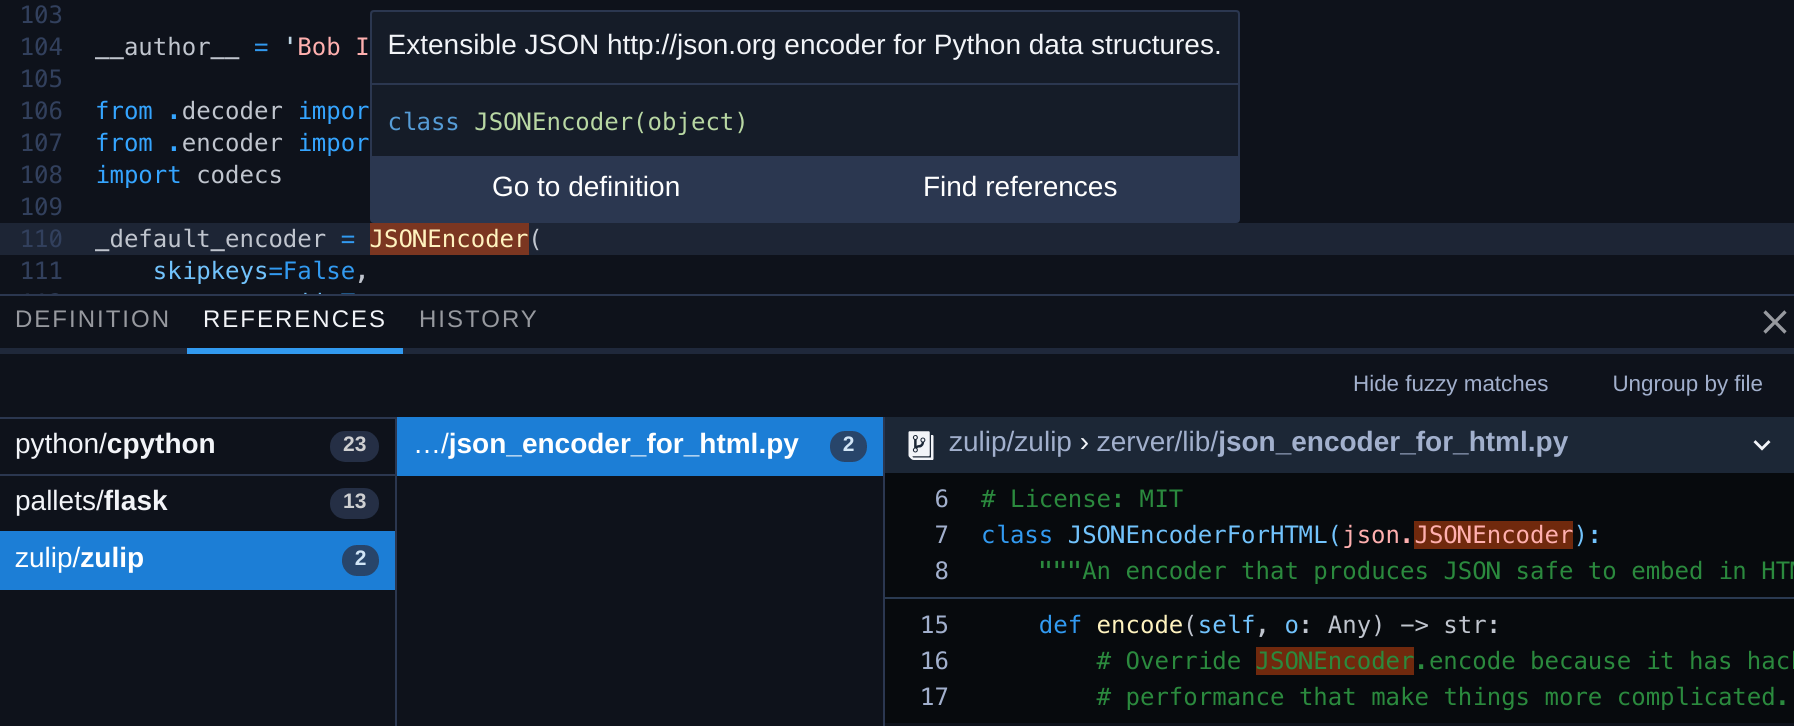 103
104 __author__ = 'Bob I
105
106 from .decoder impor
107 from .encoder impor
108 import codecs
109
Extensible JSON http://json.org encoder for Python data structures.
class JSONEncoder(object)
Go to definition Find references
110 _default_encoder = JSONEncoder(
111 skipkeys=False,
DEFINITION REFERENCES HISTORY
Hide fuzzy matches Ungroup by file
python/cpython 23
pallets/flask 13
zulip/zulip 2
…/json_encoder_for_html.py 2
zulip/zulip › zerver/lib/json_encoder_for_html.py
6 # License: MIT
7 class JSONEncoderForHTML(json.JSONEncoder):
8 """An encoder that produces JSON safe to embed in HTM
15 def encode(self, o: Any) -> str:
16 # Override JSONEncoder.encode because it has hac
17 # performance that make things more complicated.